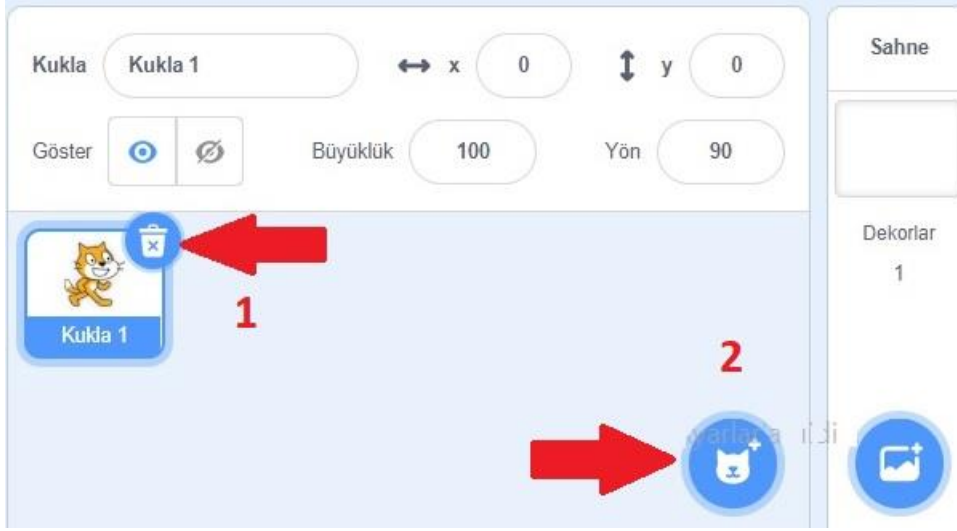 Kukla Kukla 1 x 0 y 0
Göster Büyüklük 100 Yön 90
Kukla 1
1
2
Sahne
Dekorlar
1